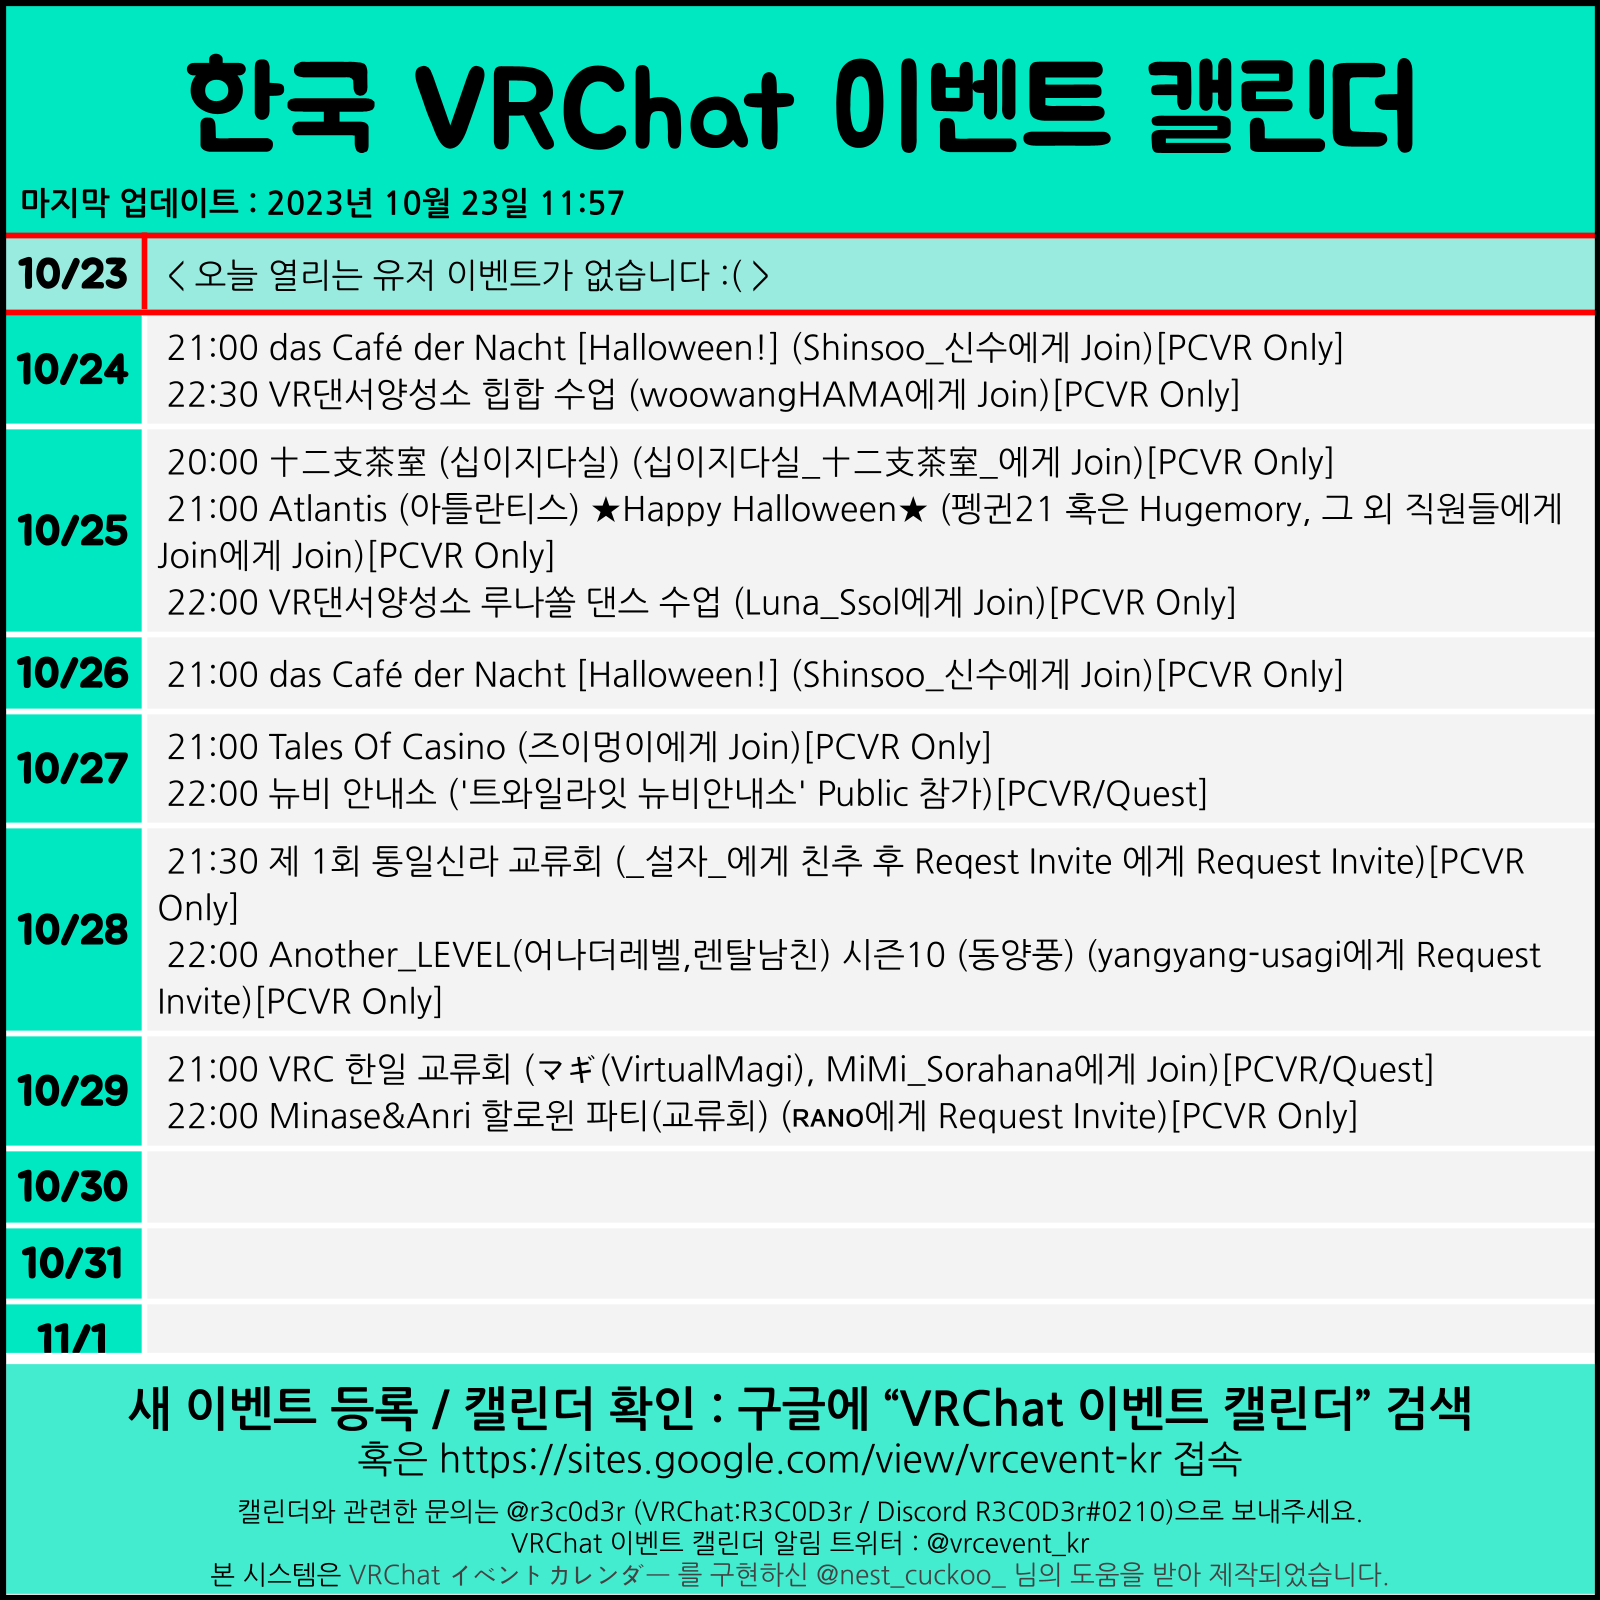 한국 VRChat 이벤트 캘린더
마지막 업데이트 : 2023년 10월 23일 11:57
10/23
< 오늘 열리는 유저 이벤트가 없습니다 :( >
10/24
21:00 das Café der Nacht [Halloween!] (Shinsoo_신수에게 Join)[PCVR Only]
22:30 VR댄서양성소 힙합 수업 (woowangHAMA에게 Join)[PCVR Only]
10/25
20:00 十二支茶室 (십이지다실) (십이지다실_十二支茶室_에게 Join)[PCVR Only]
21:00 Atlantis (아틀란티스) ★Happy Halloween★ (펭귄21 혹은 Hugemory, 그 외 직원들에게
Join에게 Join)[PCVR Only]
22:00 VR댄서양성소 루나쏠 댄스 수업 (Luna_Ssol에게 Join)[PCVR Only]
10/26
21:00 das Café der Nacht [Halloween!] (Shinsoo_신수에게 Join)[PCVR Only]
10/27
21:00 Tales Of Casino (즈이멍이에게 Join)[PCVR Only]
22:00 뉴비 안내소 ('트와일라잇 뉴비안내소' Public 참가)[PCVR/Quest]
10/28
21:30 제 1회 통일신라 교류회 (_설자_에게 친추 후 Reqest Invite 에게 Request Invite)[PCVR
Only]
22:00 Another_LEVEL(어나더레벨,렌탈남친) 시즌10 (동양풍) (yangyang-usagi에게 Request
Invite)[PCVR Only]
10/29
21:00 VRC 한일 교류회 (マギ(VirtualMagi), MiMi_Sorahana에게 Join)[PCVR/Quest]
22:00 Minase&Anri 할로윈 파티(교류회) (ʀᴀɴᴏ에게 Request Invite)[PCVR Only]
10/30
10/31
11/1
새 이벤트 등록 / 캘린더 확인 : 구글에 “VRChat 이벤트 캘린더” 검색
혹은 https://sites.google.com/view/vrcevent-kr 접속
캘린더와 관련한 문의는 @r3c0d3r (VRChat:R3C0D3r / Discord R3C0D3r#0210)으로 보내주세요.
VRChat 이벤트 캘린더 알림 트위터 : @vrcevent_kr
본 시스템은 VRChat イベントカレンダー 를 구현하신 @nest_cuckoo_ 님의 도움을 받아 제작되었습니다.